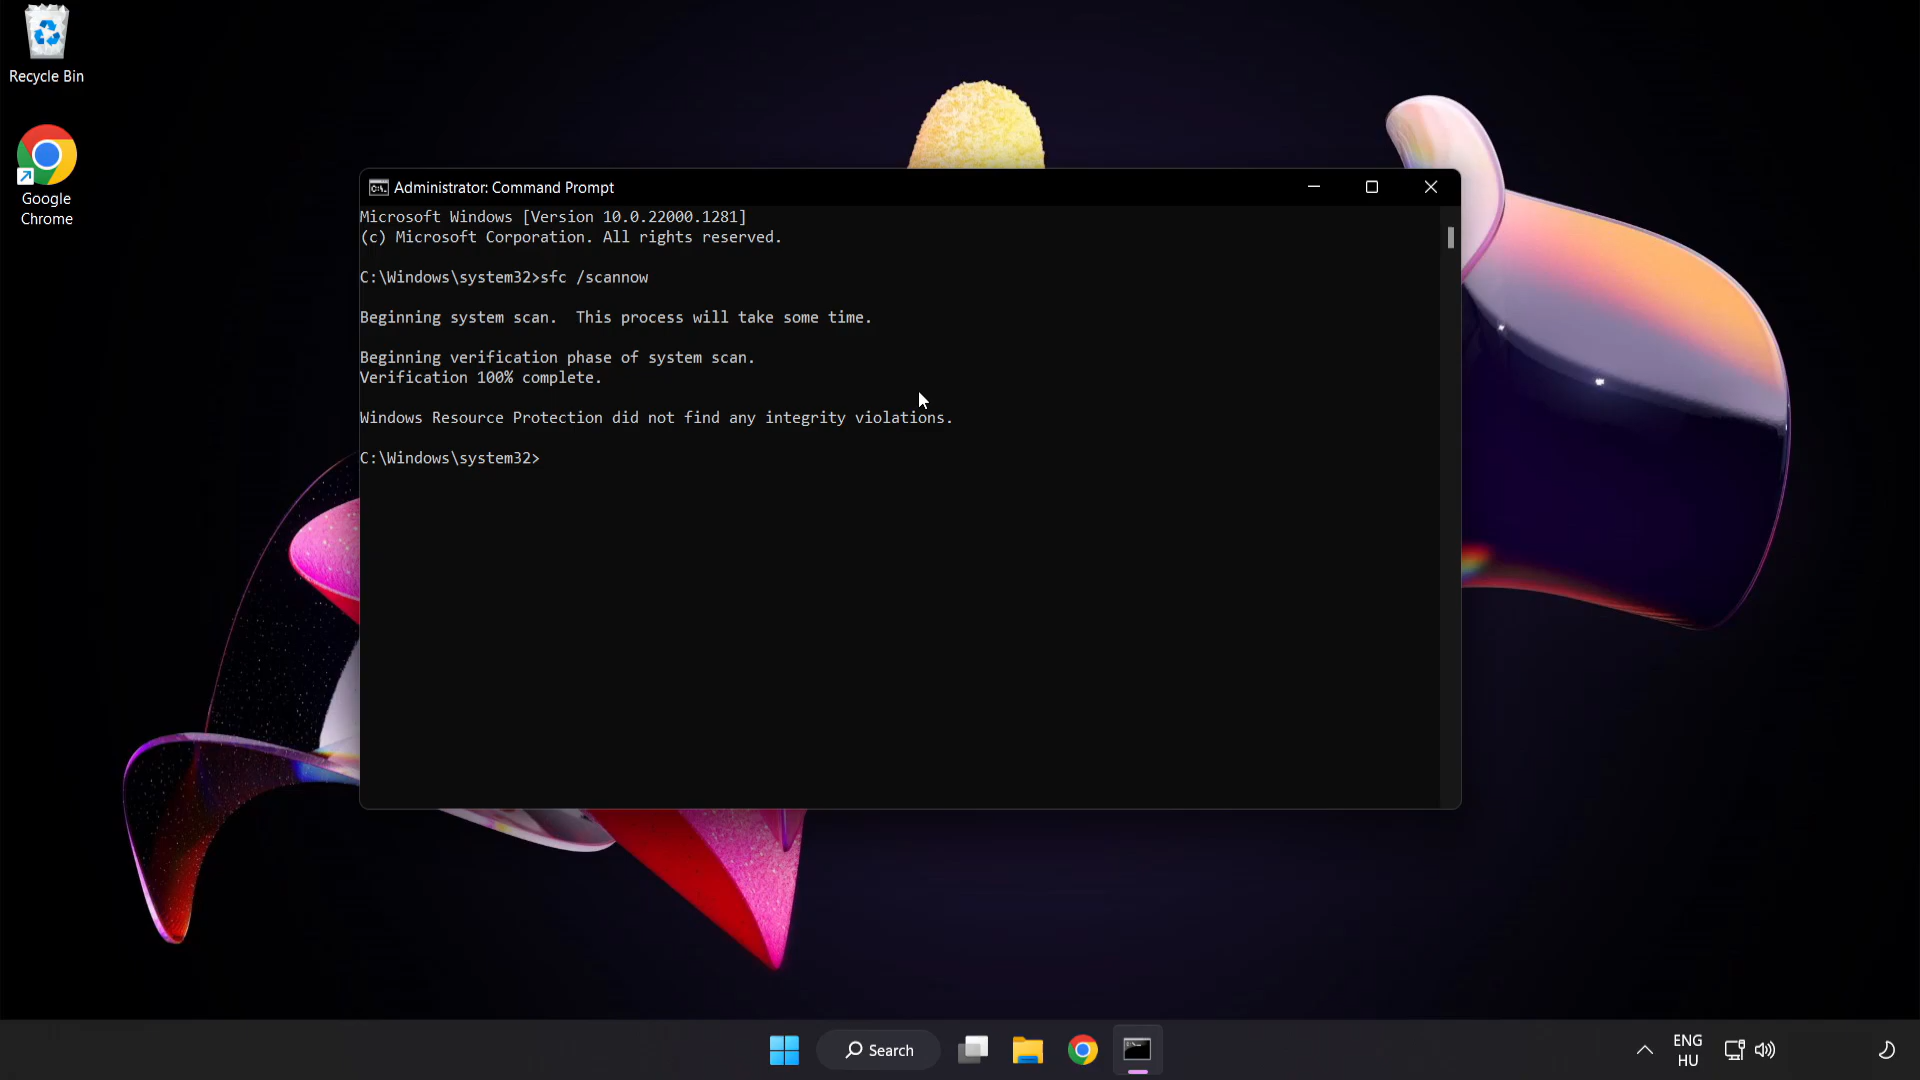 Recycle Bin
Google
Chrome
Administrator: Command Prompt
Microsoft Windows [Version 10.0.22000.1281]
(c) Microsoft Corporation. All rights reserved.
C:\Windows\system32>sfc /scannow
Beginning system scan.  This process will take some time.
Beginning verification phase of system scan.
Verification 100% complete.
Windows Resource Protection did not find any integrity violations.
C:\Windows\system32>
Search
ENG
HU